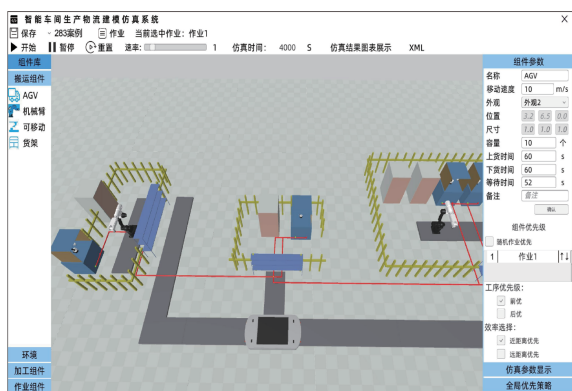 智能车间生产物流建模仿真系统 X
保存 283案例 作业 当前选中作业：作业1
开始 暂停 重置 速率: 1 仿真时间: 4000 S 仿真结果图表展示 XML
组件库
搬运组件
AGV
机械臂
可移动
货架
环境
加工组件
作业组件
组件参数
名称 AGV
移动速度 10 m/s
外观 外观2
位置 3.2 6.5 0.0
尺寸 1.0 1.0 1.0
容量 10 个
上货时间 60 s
下货时间 60 s
等待时间 52 s
备注 备注
确认
组件优先级
随机作业优先
1 作业1 ↑↓
工序优先级:
前优
后优
效率选择:
近距离优先
远距离优先
仿真参数显示
全局优先策略